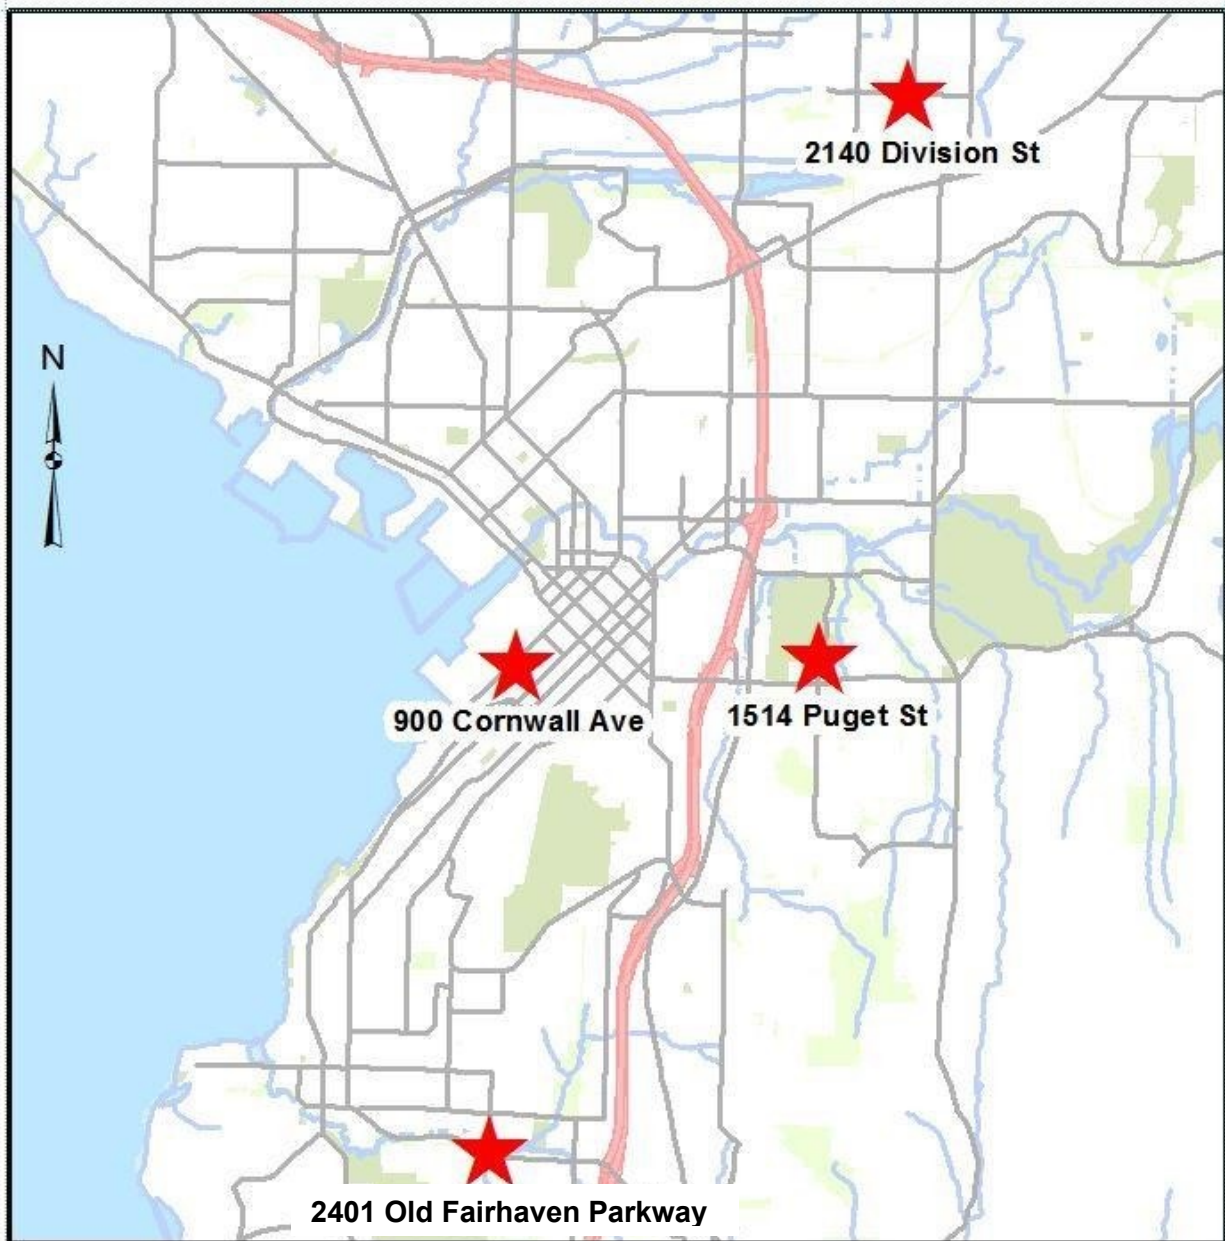 2140 Division St
N
900 Cornwall Ave
1514 Puget St
2401 Old Fairhaven Parkway